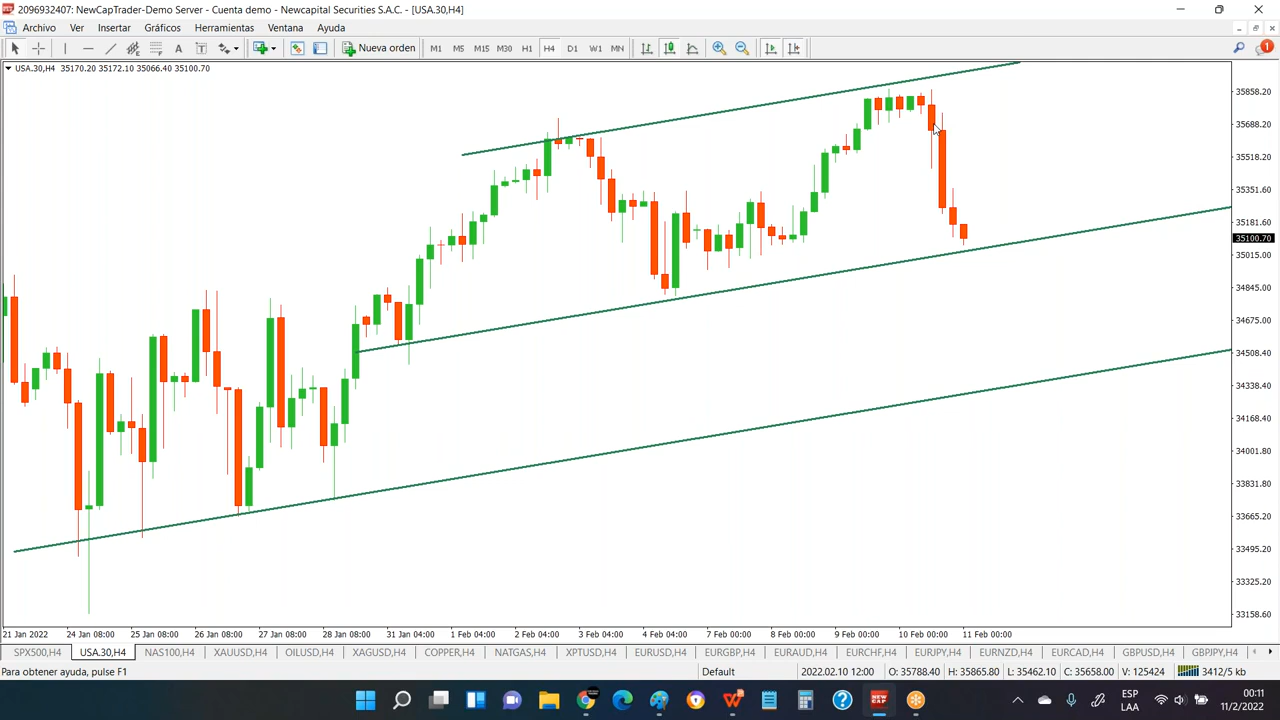 2096932407: NewCapTrader-Demo Server - Cuenta demo - Newcapital Securities S.A.C. - [USA.30,H4]
Archivo Ver Insertar Gráficos Herramientas Ventana Ayuda
A T Nueva orden M1 M5 M15 M30 H1 H4 D1 W1 MN 1
USA.30,H4 35170.20 35172.10 35066.40 35100.70
35858.20
35688.20
35518.20
35351.60
35181.60
35100.70
35015.00
34845.00
34675.00
34508.40
34338.40
34168.40
34001.80
33831.80
33665.20
33495.20
33325.20
33158.60
21 Jan 2022 24 Jan 08:00 25 Jan 08:00 26 Jan 08:00 27 Jan 08:00 28 Jan 08:00 31 Jan 04:00 1 Feb 04:00 2 Feb 04:00 3 Feb 04:00 4 Feb 04:00 7 Feb 00:00 8 Feb 00:00 9 Feb 00:00 10 Feb 00:00 11 Feb 00:00
SPX500,H4 USA.30,H4 NAS100,H4 XAUUSD,H4 OILUSD,H4 XAGUSD,H4 COPPER,H4 NATGAS,H4 XPTUSD,H4 EURUSD,H4 EURGBP,H4 EURAUD,H4 EURCHF,H4 EURJPY,H4 EURNZD,H4 EURCAD,H4 GBPUSD,H4 GBPJPY,H4
Para obtener ayuda, pulse F1 Default 2022.02.10 12:00 O: 35788.40 H: 35865.80 L: 35462.10 C: 35658.00 V: 125424 3412/5 kb
NEW CAP
ESP 00:11
LAA 11/2/2022